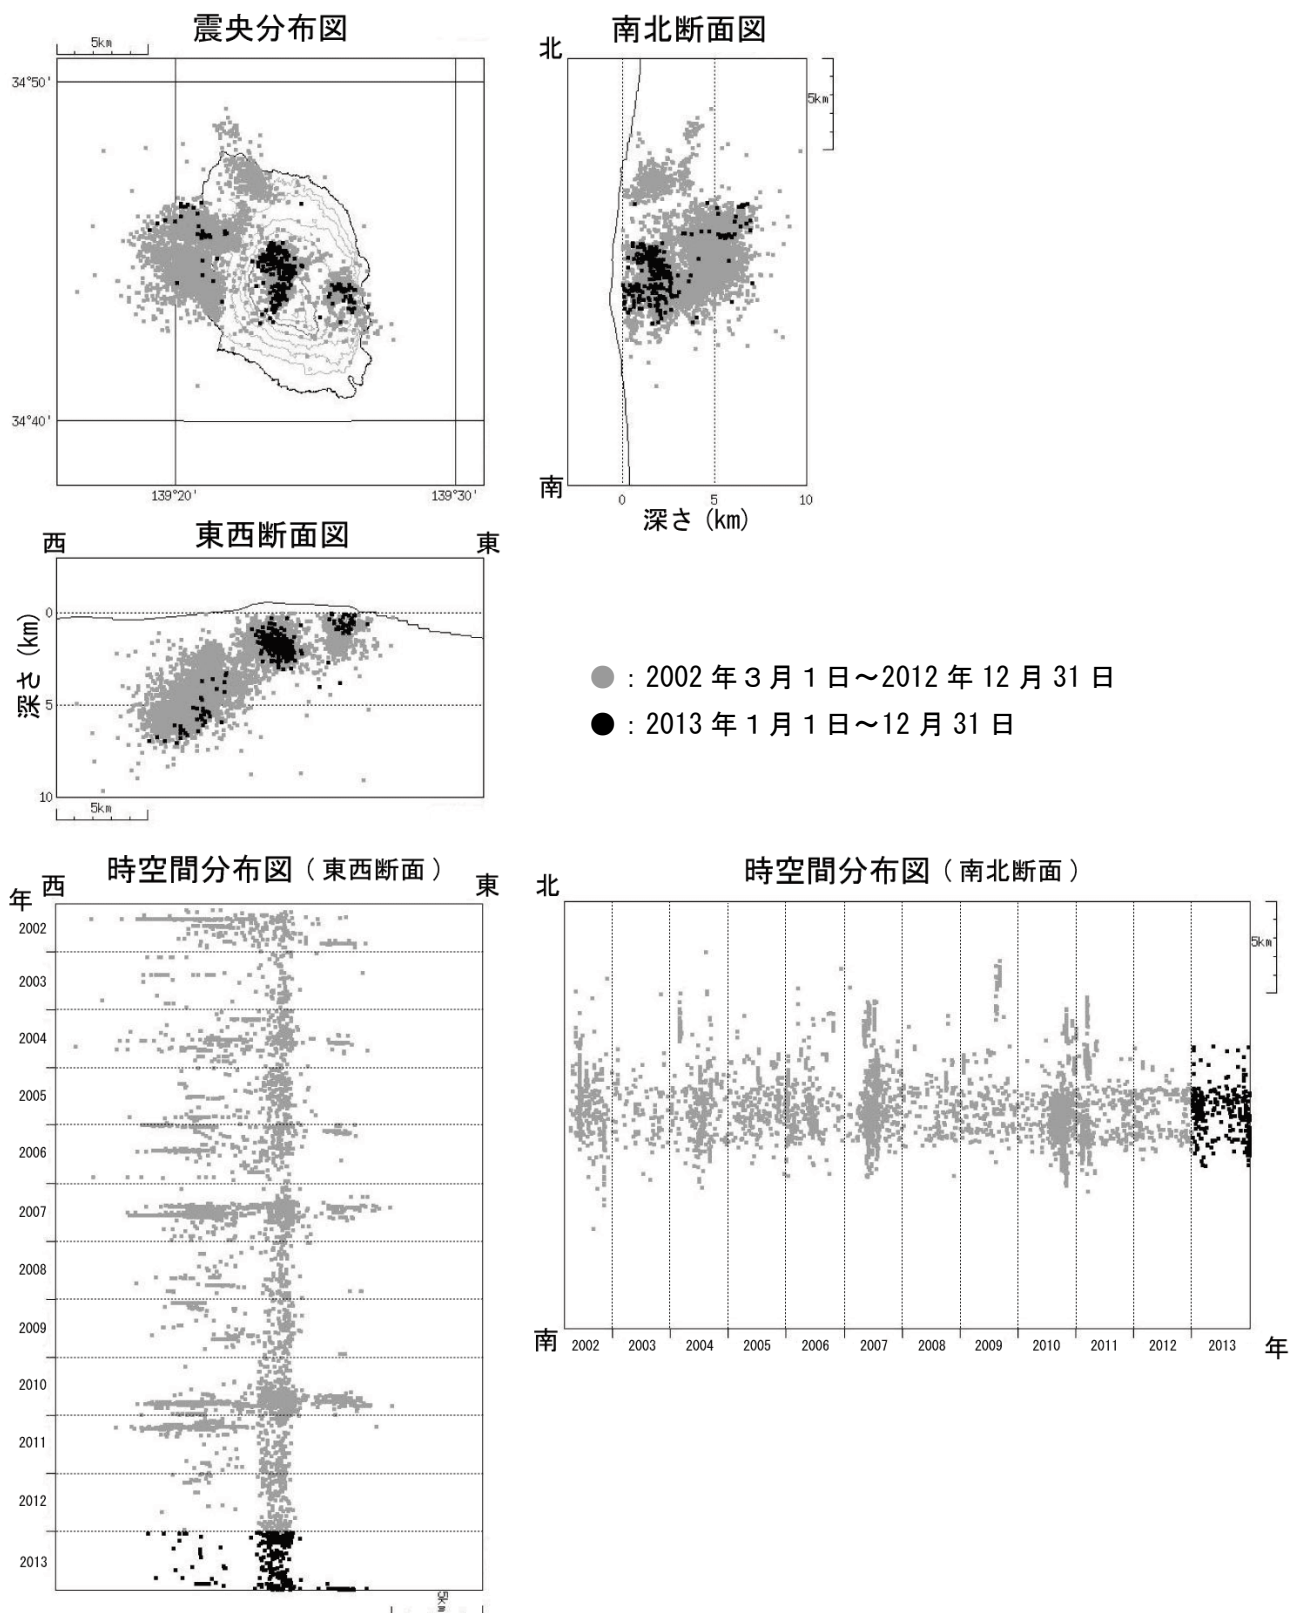 震央分布図
5km
34°50'
34°40'
139°20'
139°30'
南北断面図
北
5km
南
0
5
10
深さ (km)
東西断面図
西
東
深さ (km)
0
5
10
5km
● : 2002 年 3 月 1 日～2012 年 12 月 31 日
● : 2013 年 1 月 1 日～12 月 31 日
時空間分布図 ( 東西断面 )
西
東
年
2002
2003
2004
2005
2006
2007
2008
2009
2010
2011
2012
2013
5km
時空間分布図 ( 南北断面 )
北
5km
南
2002 2003 2004 2005 2006 2007 2008 2009 2010 2011 2012 2013
年